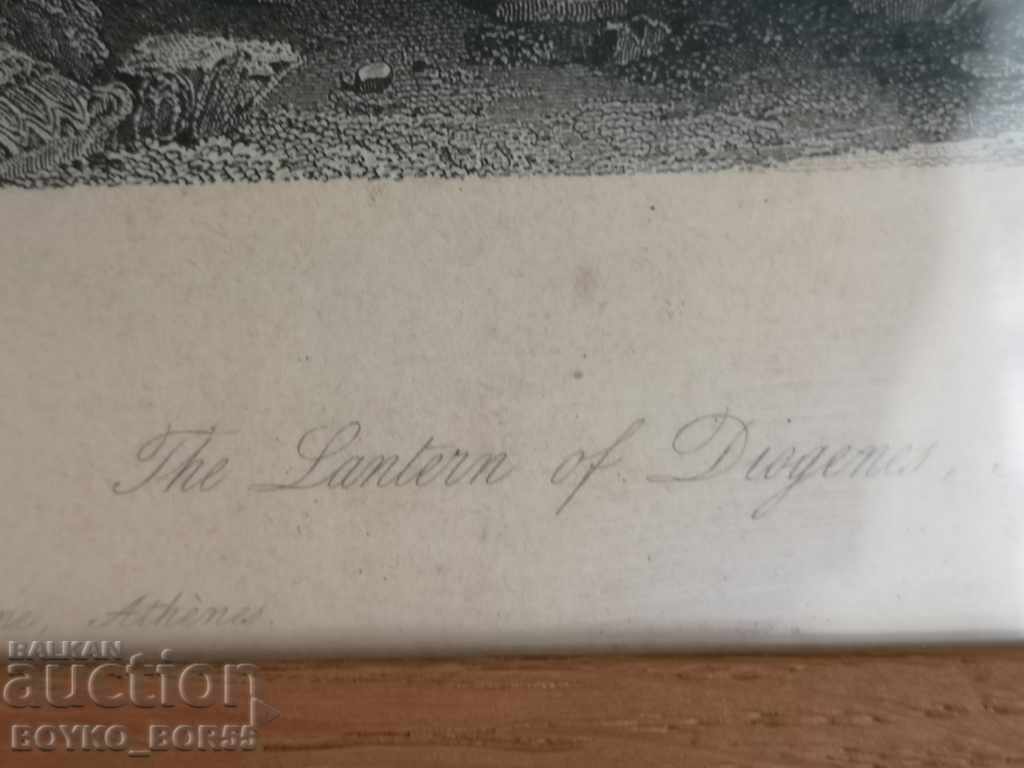 The Lantern of Diogenes,
Athènes.
BALKAN
auction
BOYKO_BOR55